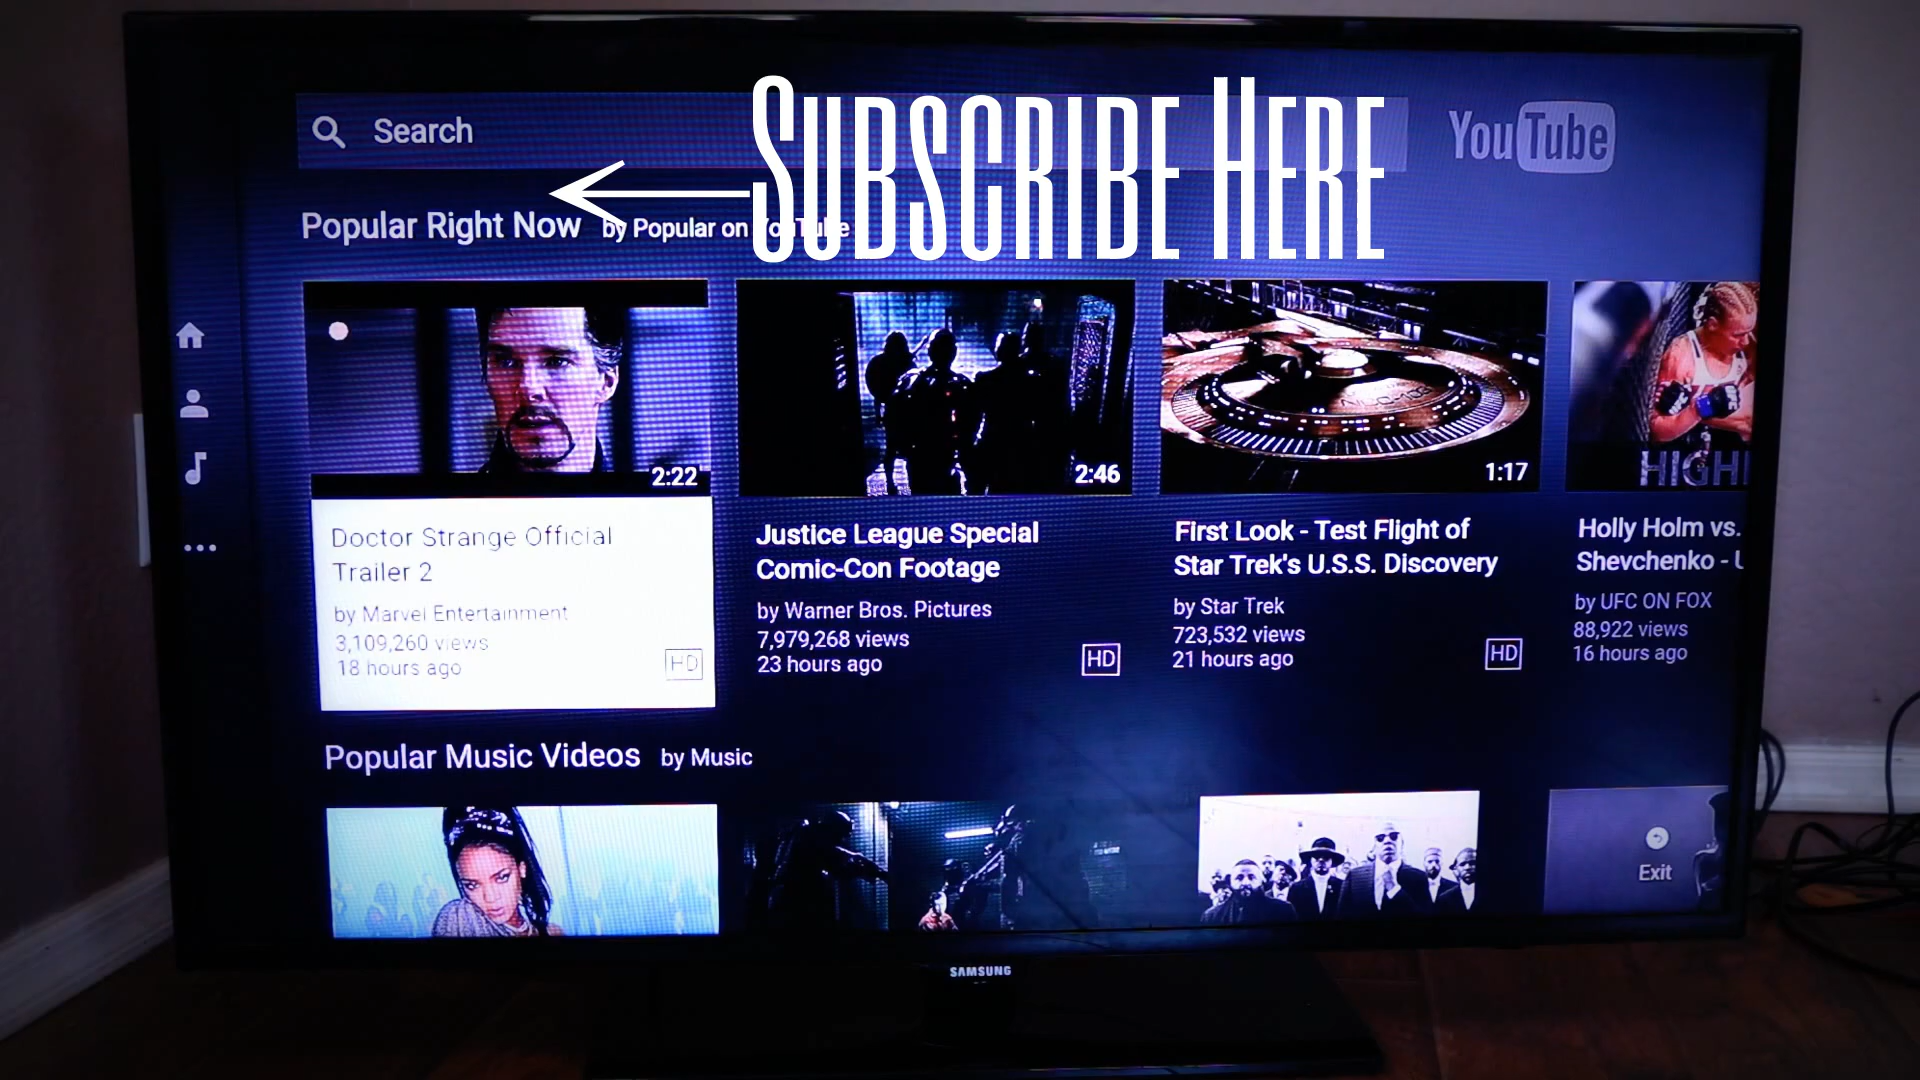 SUBSCRIBE HERE
Search
YouTube
Popular Right Now by Popular on YouTube
2:22
2:46
1:17
HIGHL
Doctor Strange Official
Trailer 2
by Marvel Entertainment
3,109,260 views
18 hours ago
HD
Justice League Special
Comic-Con Footage
by Warner Bros. Pictures
7,979,268 views
23 hours ago
HD
First Look - Test Flight of
Star Trek's U.S.S. Discovery
by Star Trek
723,532 views
21 hours ago
HD
Holly Holm vs.
Shevchenko - U
by UFC ON FOX
88,922 views
16 hours ago
Popular Music Videos by Music
Exit
SAMSUNG